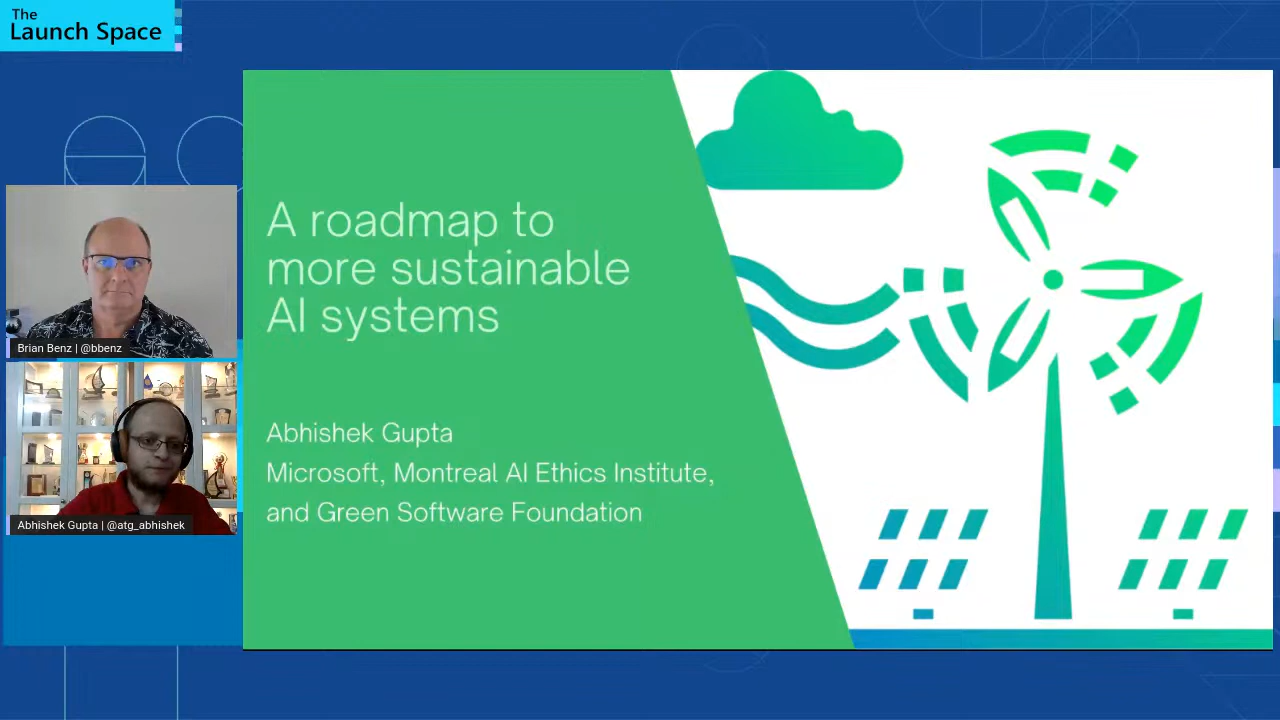 The
Launch Space
A roadmap to
more sustainable
AI systems
Abhishek Gupta
Microsoft, Montreal AI Ethics Institute,
and Green Software Foundation
Brian Benz | @bbenz
Abhishek Gupta | @atg_abhishek